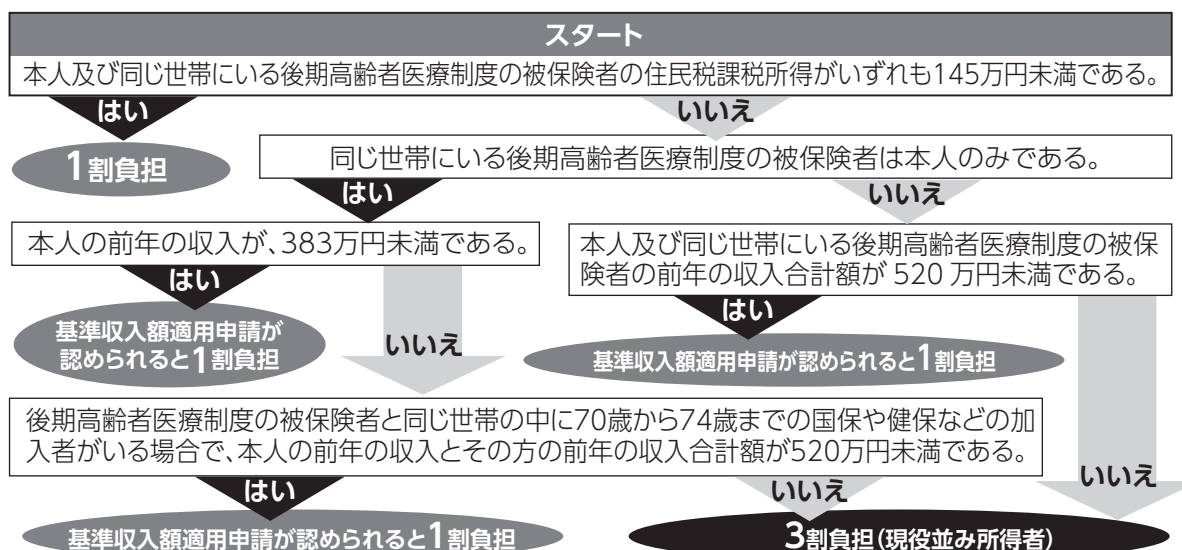 スタート
本人及び同じ世帯にいる後期高齢者医療制度の被保険者の住民税課税所得がいずれも145万円未満である。
はい
いいえ
1割負担
同じ世帯にいる後期高齢者医療制度の被保険者は本人のみである。
はい
いいえ
本人の前年の収入が、383万円未満である。
本人及び同じ世帯にいる後期高齢者医療制度の被保
険者の前年の収入合計額が 520 万円未満である。
はい
はい
基準収入額適用申請が
認められると1割負担
いいえ
基準収入額適用申請が認められると1割負担
後期高齢者医療制度の被保険者と同じ世帯の中に70歳から74歳までの国保や健保などの加
入者がいる場合で、本人の前年の収入とその方の前年の収入合計額が520万円未満である。
はい
いいえ
いいえ
基準収入額適用申請が認められると1割負担
3割負担(現役並み所得者)